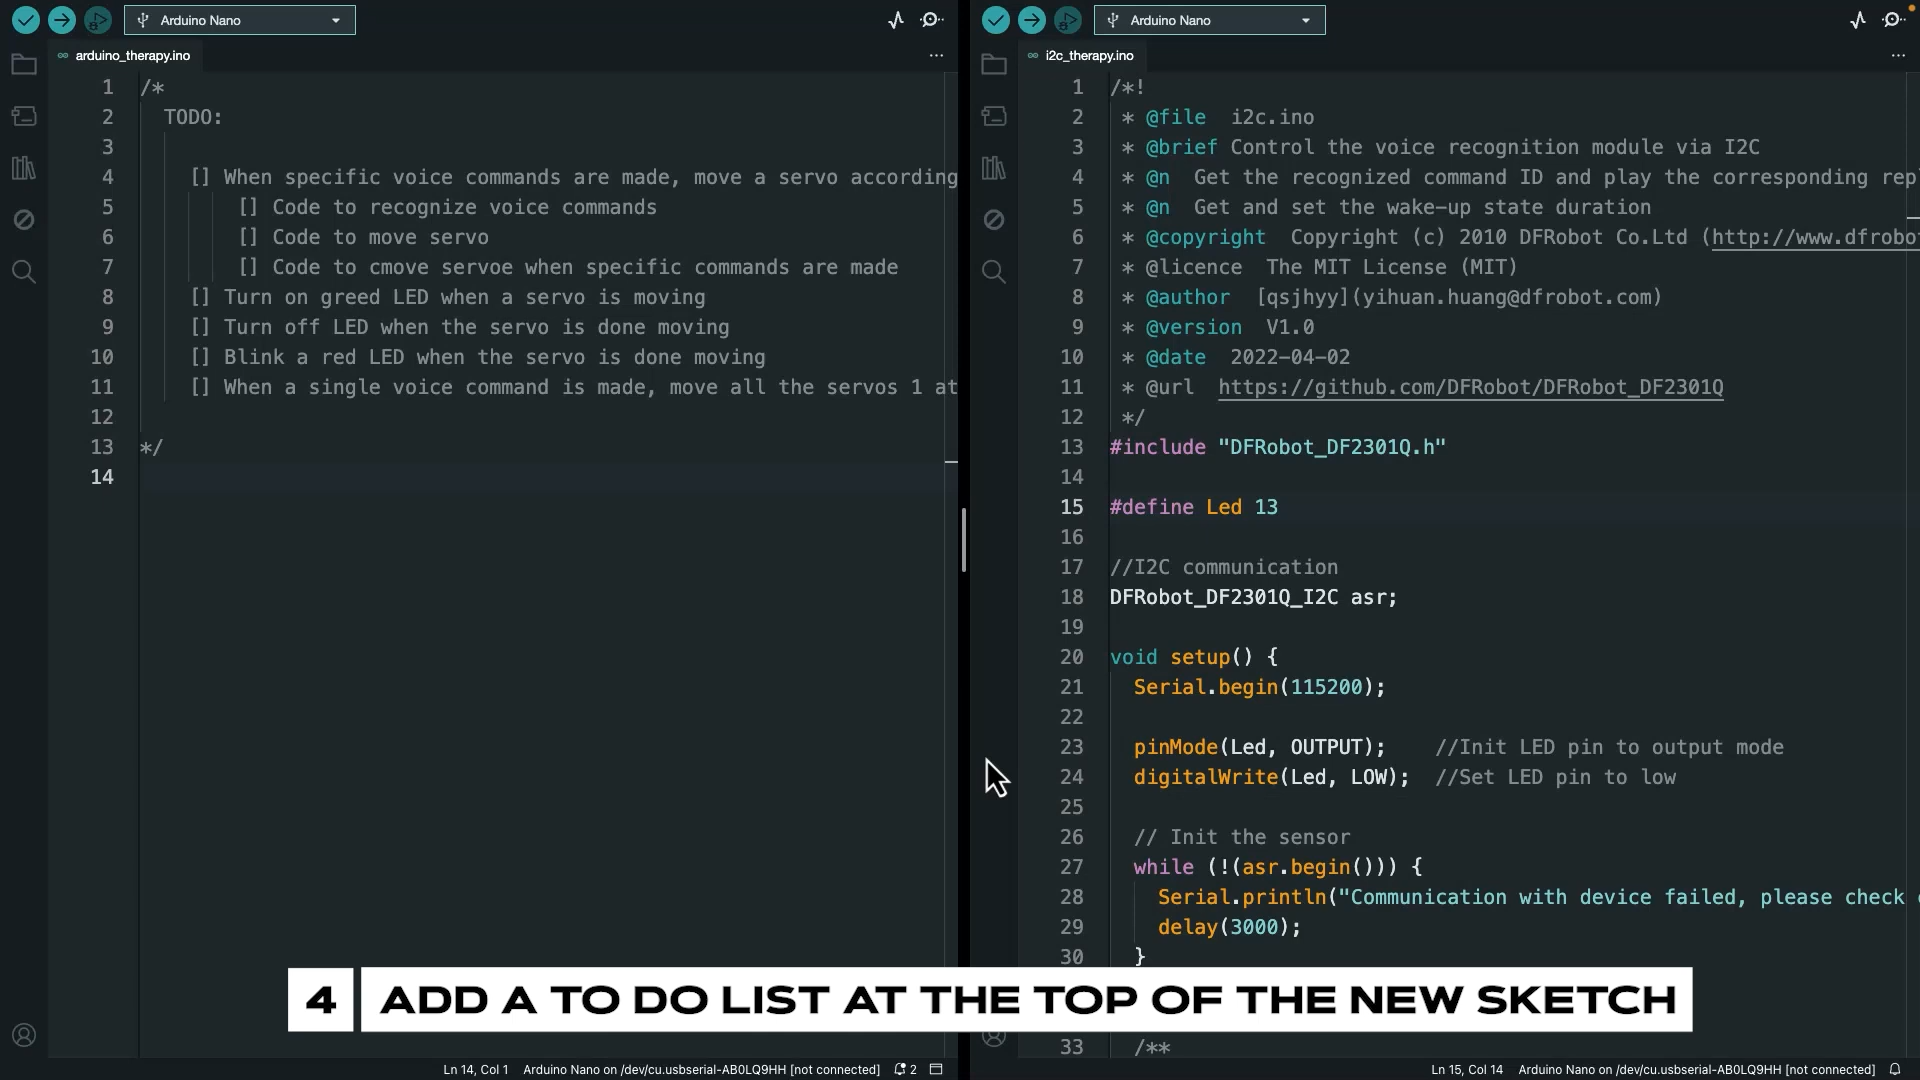 Arduino Nano
arduino_therapy.ino
1 /*
2 TODO:
3
4 [] When specific voice commands are made, move a servo according
5 [] Code to recognize voice commands
6 [] Code to move servo
7 [] Code to cmove servoe when specific commands are made
8 [] Turn on greed LED when a servo is moving
9 [] Turn off LED when the servo is done moving
10 [] Blink a red LED when the servo is done moving
11 [] When a single voice command is made, move all the servos 1 at
12
13 */
14
Ln 14, Col 1 Arduino Nano on /dev/cu.usbserial-AB0LQ9HH [not connected] 2
Arduino Nano
i2c_therapy.ino
1 /*!
2 * @file i2c.ino
3 * @brief Control the voice recognition module via I2C
4 * @n Get the recognized command ID and play the corresponding rep
5 * @n Get and set the wake-up state duration
6 * @copyright Copyright (c) 2010 DFRobot Co.Ltd (http://www.dfrobot
7 * @licence The MIT License (MIT)
8 * @author [qsjhyy](yihuan.huang@dfrobot.com)
9 * @version V1.0
10 * @date 2022-04-02
11 * @url https://github.com/DFRobot/DFRobot_DF2301Q
12 */
13 #include "DFRobot_DF2301Q.h"
14
15 #define Led 13
16
17 //I2C communication
18 DFRobot_DF2301Q_I2C asr;
19
20 void setup() {
21 Serial.begin(115200);
22
23 pinMode(Led, OUTPUT); //Init LED pin to output mode
24 digitalWrite(Led, LOW); //Set LED pin to low
25
26 // Init the sensor
27 while (!(asr.begin())) {
28 Serial.println("Communication with device failed, please check
29 delay(3000);
30 }
33 /**
Ln 15, Col 14 Arduino Nano on /dev/cu.usbserial-AB0LQ9HH [not connected]
4 ADD A TO DO LIST AT THE TOP OF THE NEW SKETCH